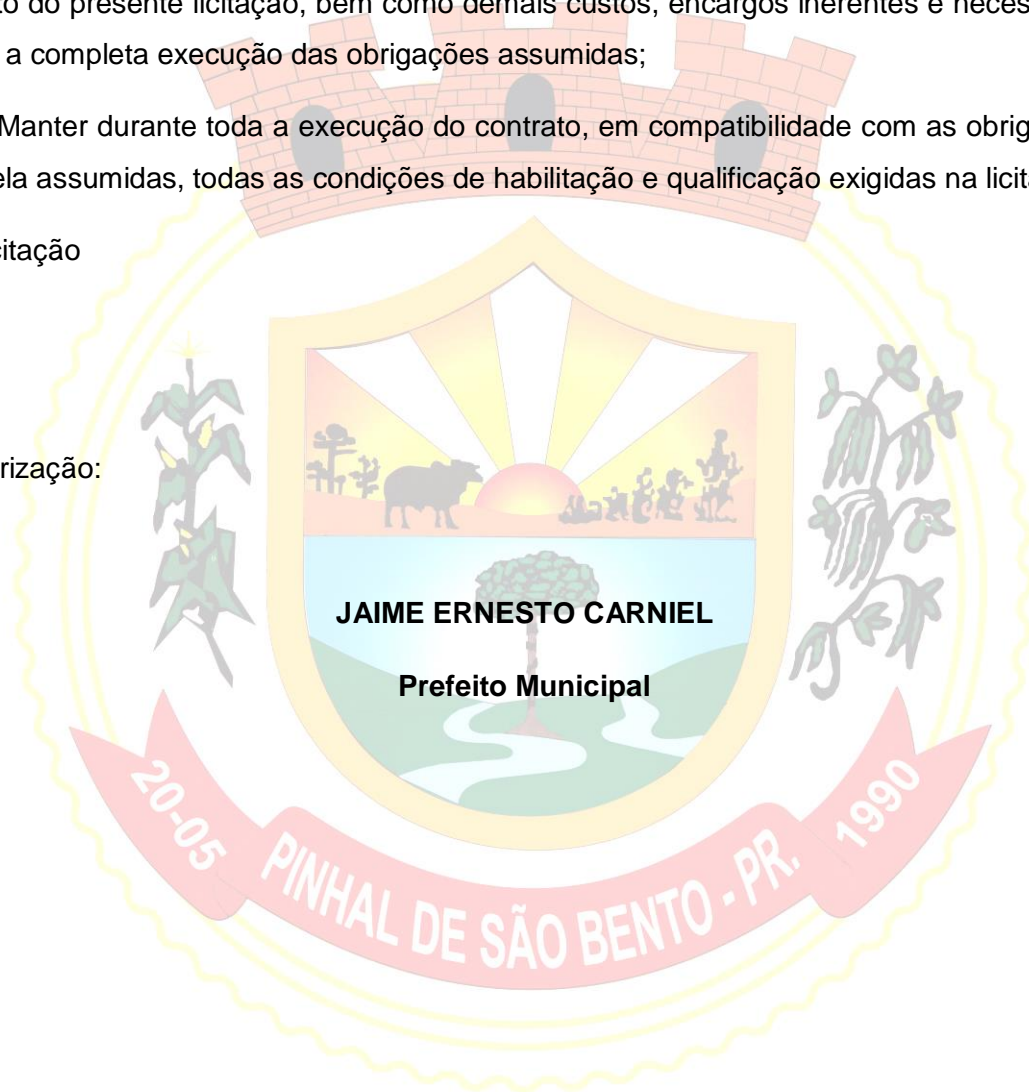 to do presente licitação, bem como demais custos, encargos inerentes e neces
a completa execução das obrigações assumidas;
Manter durante toda a execução do contrato, em compatibilidade com as obrig
ela assumidas, todas as condições de habilitação e qualificação exigidas na licit
citação
rização:
JAIME ERNESTO CARNIEL
Prefeito Municipal
20-05 PINHAL DE SÃO BENTO - PR. 1990